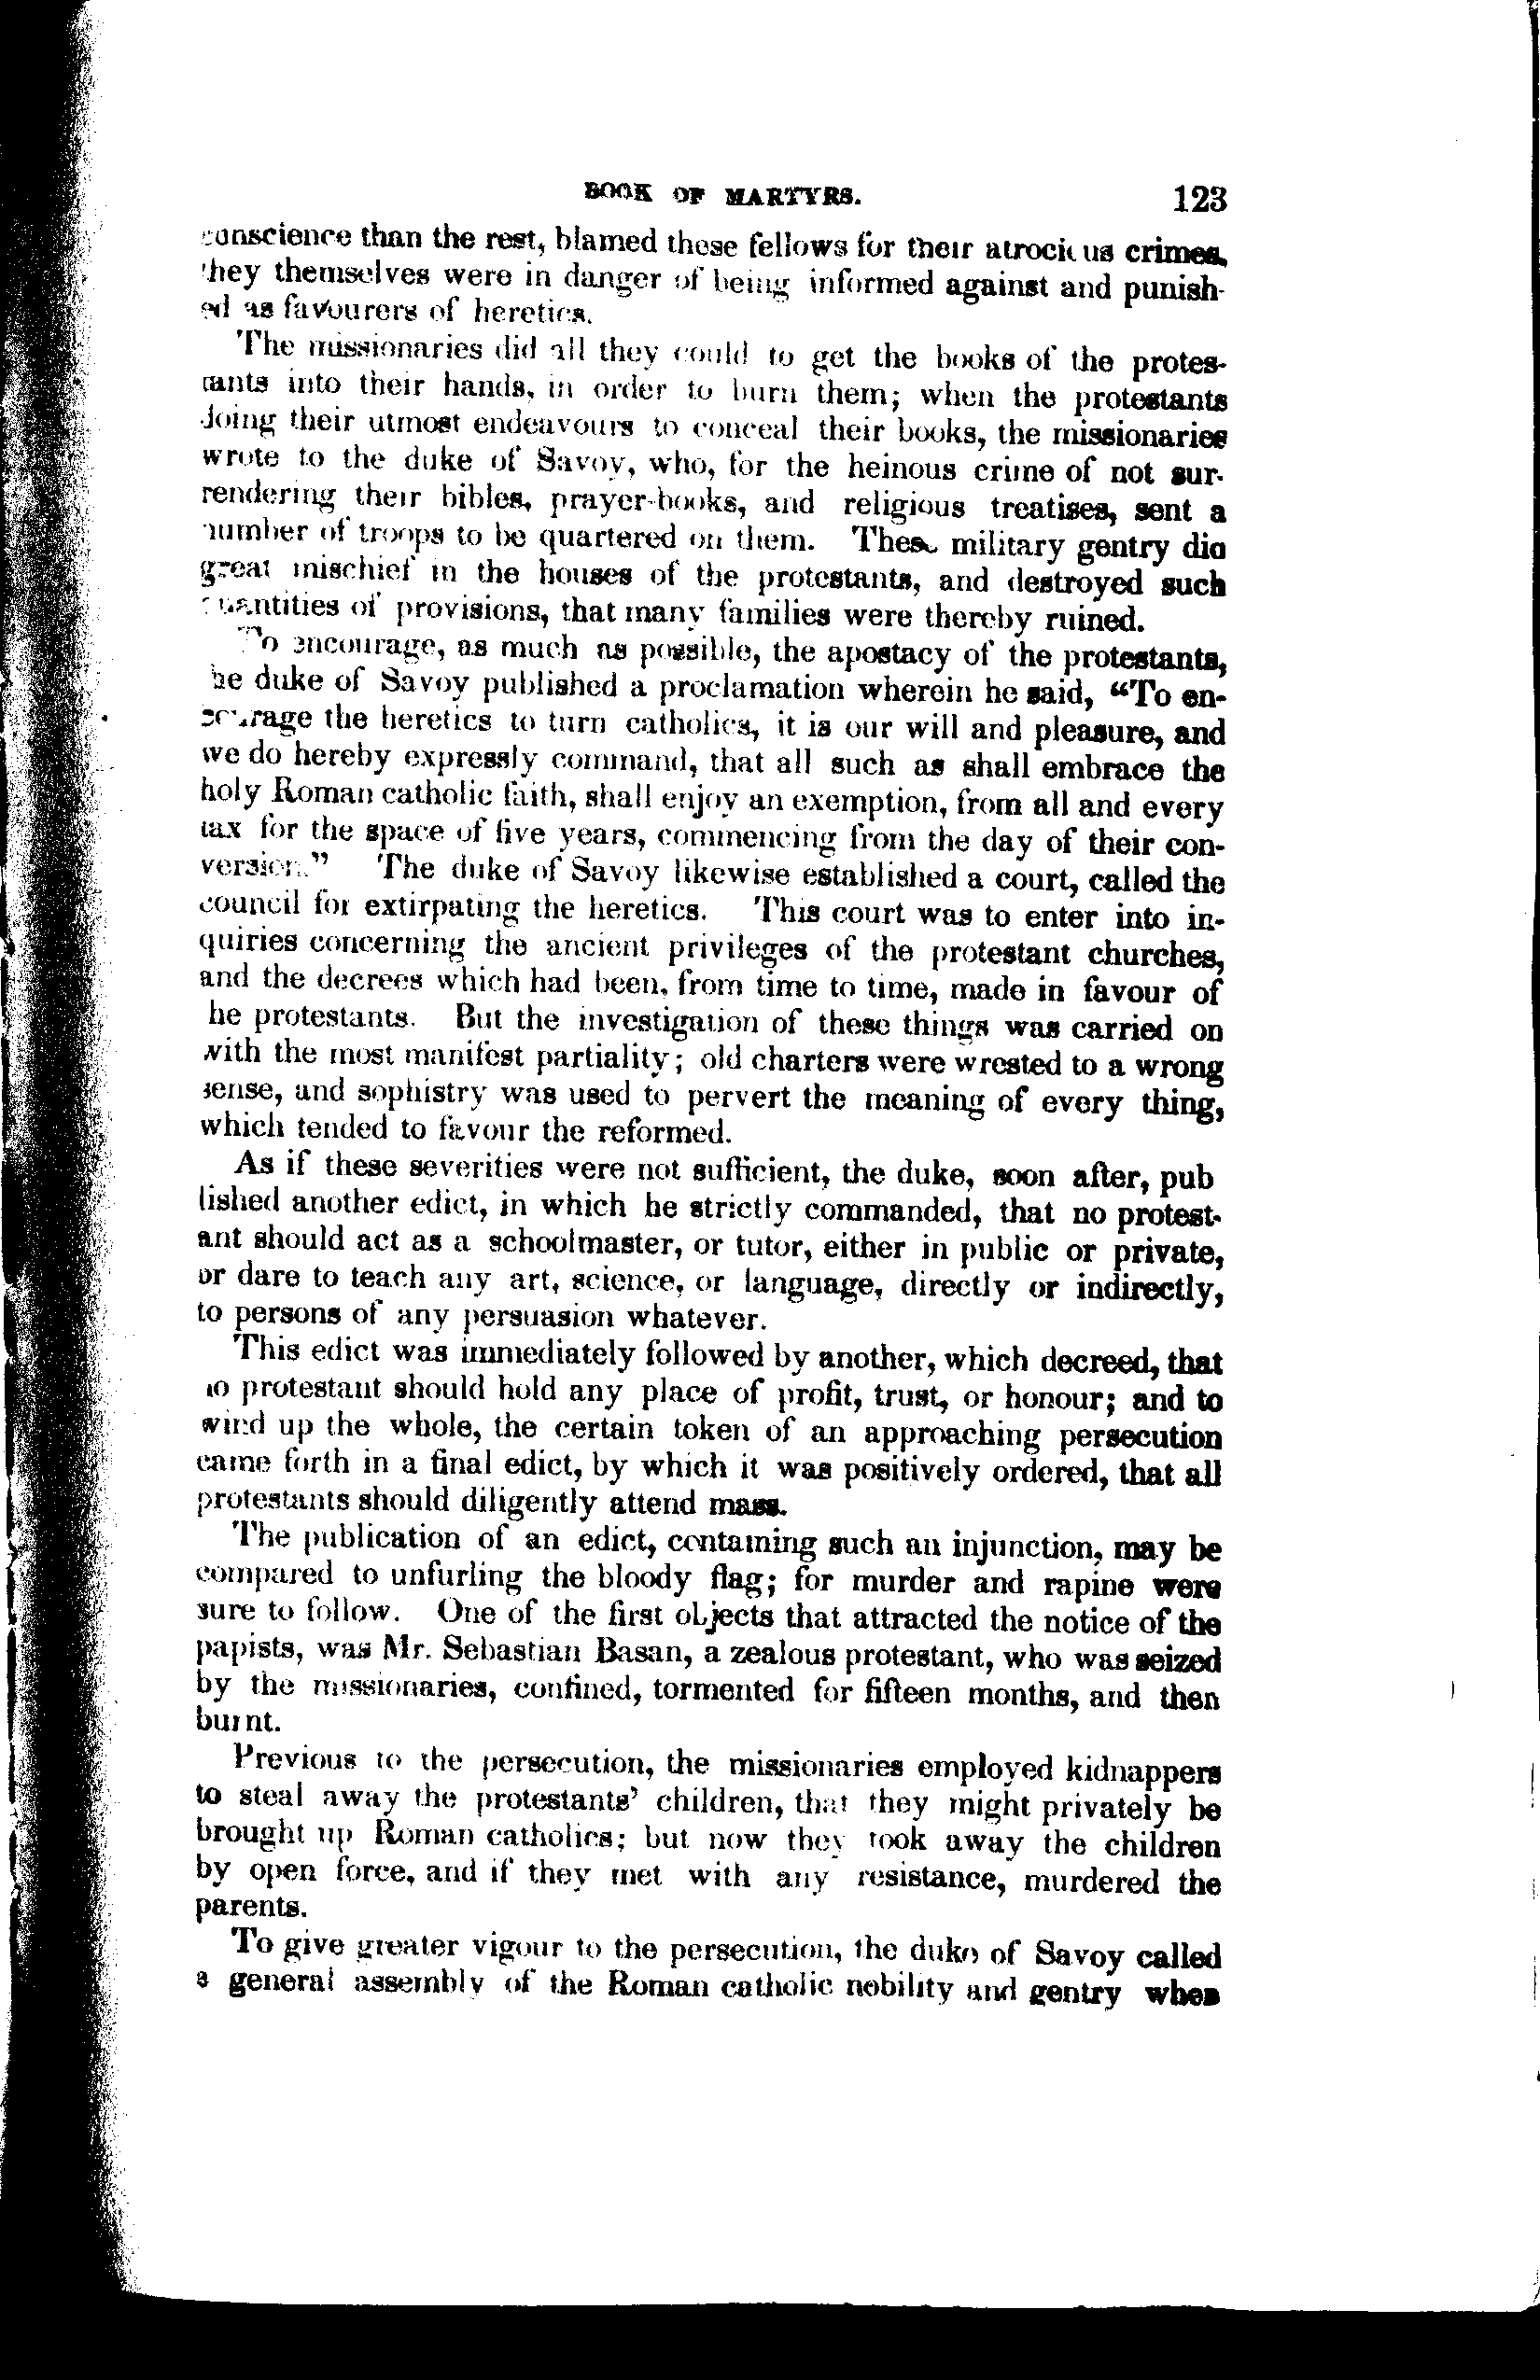 BOOK OF MARTYRS. 123
conscience than the rest, blamed these fellows for their atrocious crimes,
they themselves were in danger of being informed against and punish-
ed as favourers of heretics.
The missionaries did all they could to get the books of the protes-
tants into their hands, in order to burn them; when the protestants
doing their utmost endeavours to conceal their books, the missionaries
wrote to the duke of Savoy, who, for the heinous crime of not sur-
rendering their bibles, prayer-books, and religious treatises, sent a
number of troops to be quartered on them. These military gentry did
great mischief in the houses of the protestants, and destroyed such
quantities of provisions, that many families were thereby ruined.
To encourage, as much as possible, the apostacy of the protestants,
he duke of Savoy published a proclamation wherein he said, “To en-
courage the heretics to turn catholics, it is our will and pleasure, and
we do hereby expressly command, that all such as shall embrace the
holy Roman catholic faith, shall enjoy an exemption, from all and every
tax for the space of five years, commencing from the day of their con-
version.” The duke of Savoy likewise established a court, called the
council for extirpating the heretics. This court was to enter into in-
quiries concerning the ancient privileges of the protestant churches,
and the decrees which had been, from time to time, made in favour of
he protestants. But the investigation of these things was carried on
with the most manifest partiality; old charters were wrested to a wrong
sense, and sophistry was used to pervert the meaning of every thing,
which tended to favour the reformed.
As if these severities were not sufficient, the duke, soon after, pub
lished another edict, in which he strictly commanded, that no protest-
ant should act as a schoolmaster, or tutor, either in public or private,
or dare to teach any art, science, or language, directly or indirectly,
to persons of any persuasion whatever.
This edict was immediately followed by another, which decreed, that
no protestant should hold any place of profit, trust, or honour; and to
wind up the whole, the certain token of an approaching persecution
came forth in a final edict, by which it was positively ordered, that all
protestants should diligently attend mass.
The publication of an edict, containing such an injunction, may be
compared to unfurling the bloody flag; for murder and rapine were
sure to follow. One of the first objects that attracted the notice of the
papists, was Mr. Sebastian Basan, a zealous protestant, who was seized
by the missionaries, confined, tormented for fifteen months, and then
burnt.
Previous to the persecution, the missionaries employed kidnappers
to steal away the protestants’ children, that they might privately be
brought up Roman catholics; but now they took away the children
by open force, and if they met with any resistance, murdered the
parents.
To give greater vigour to the persecution, the duke of Savoy called
a general assembly of the Roman catholic nobility and gentry when